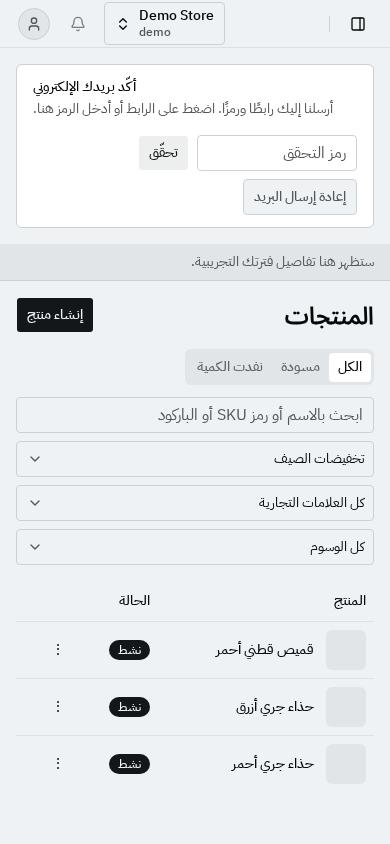 Demo Store
demo
أكّد بريدك الإلكتروني
أرسلنا إليك رابطًا ورمزًا. اضغط على الرابط أو أدخل الرمز هنا.
رمز التحقق
تحقّق
إعادة إرسال البريد
ستظهر هنا تفاصيل فترتك التجريبية.
المنتجات
إنشاء منتج
الكل
مسودة
نفدت الكمية
ابحث بالاسم أو رمز SKU أو الباركود
تخفيضات الصيف
كل العلامات التجارية
كل الوسوم
المنتج
الحالة
قميص قطني أحمر
نشط
حذاء جري أزرق
نشط
حذاء جري أحمر
نشط